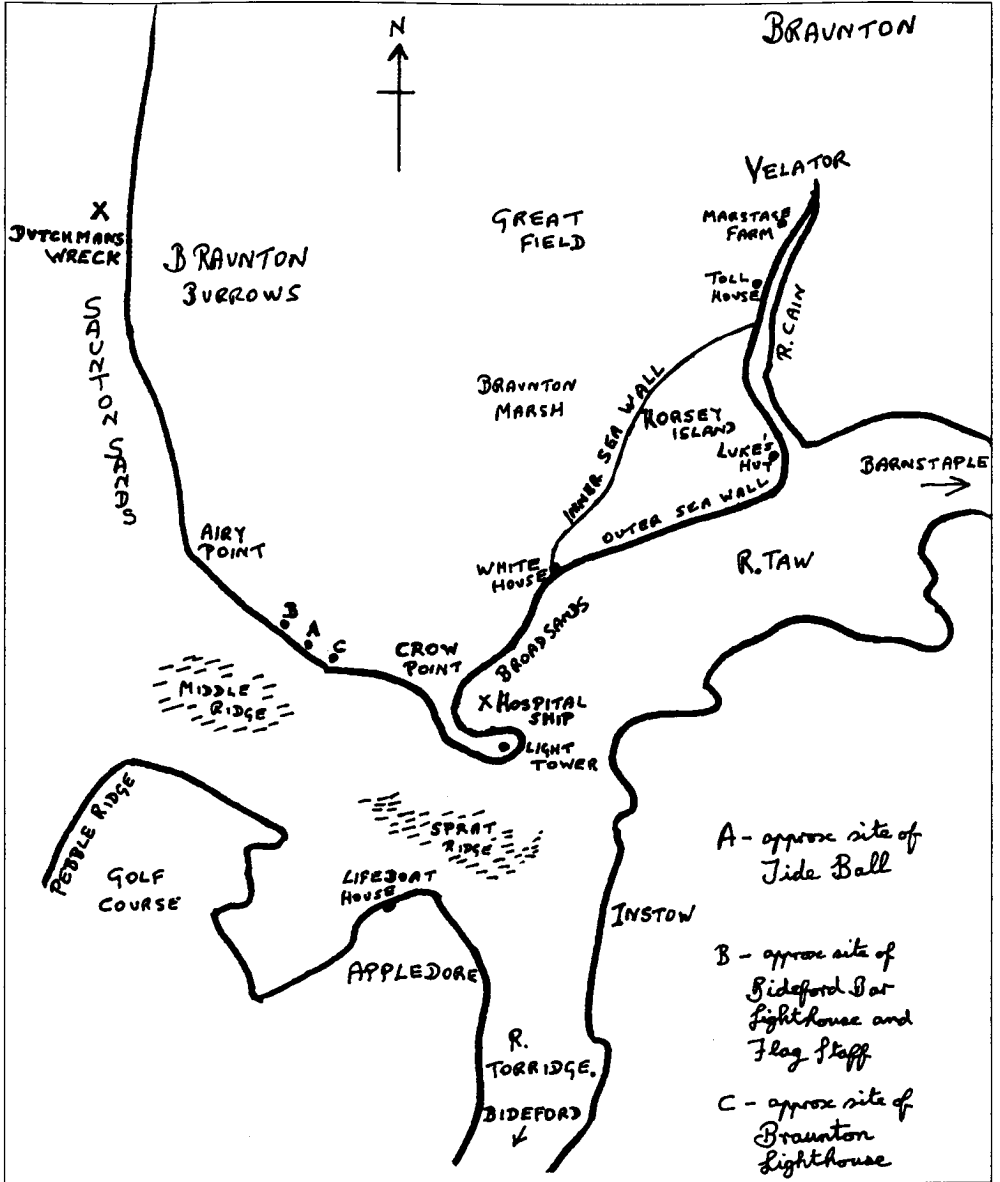 BRAUNTON
N
VELATOR
MARSTAGE
FARM
GREAT
FIELD
X
DUTCHMANS
WRECK
BRAUNTON
BURROWS
TOLL
HOUSE
R. CAIN
SAUNTON SANDS
INNER SEA WALL
BRAUNTON
MARSH
HORSEY
ISLAND
LUKE'S
HUT
BARNSTAPLE
OUTER SEA WALL
AIRY
POINT
WHITE
HOUSE
R. TAW
B
A
C
CROW
POINT
BROADSANDS
MIDDLE
RIDGE
X HOSPITAL
SHIP
LIGHT
TOWER
PEBBLE RIDGE
GOLF
COURSE
SPRAT
RIDGE
LIFEBOAT
HOUSE
APPLEDORE
INSTOW
R.
TORRIDGE.
BIDEFORD
A - approx site of
Tide Ball
B - approx site of
Bideford Bar
Lighthouse and
Flag Staff
C - approx site of
Braunton
Lighthouse